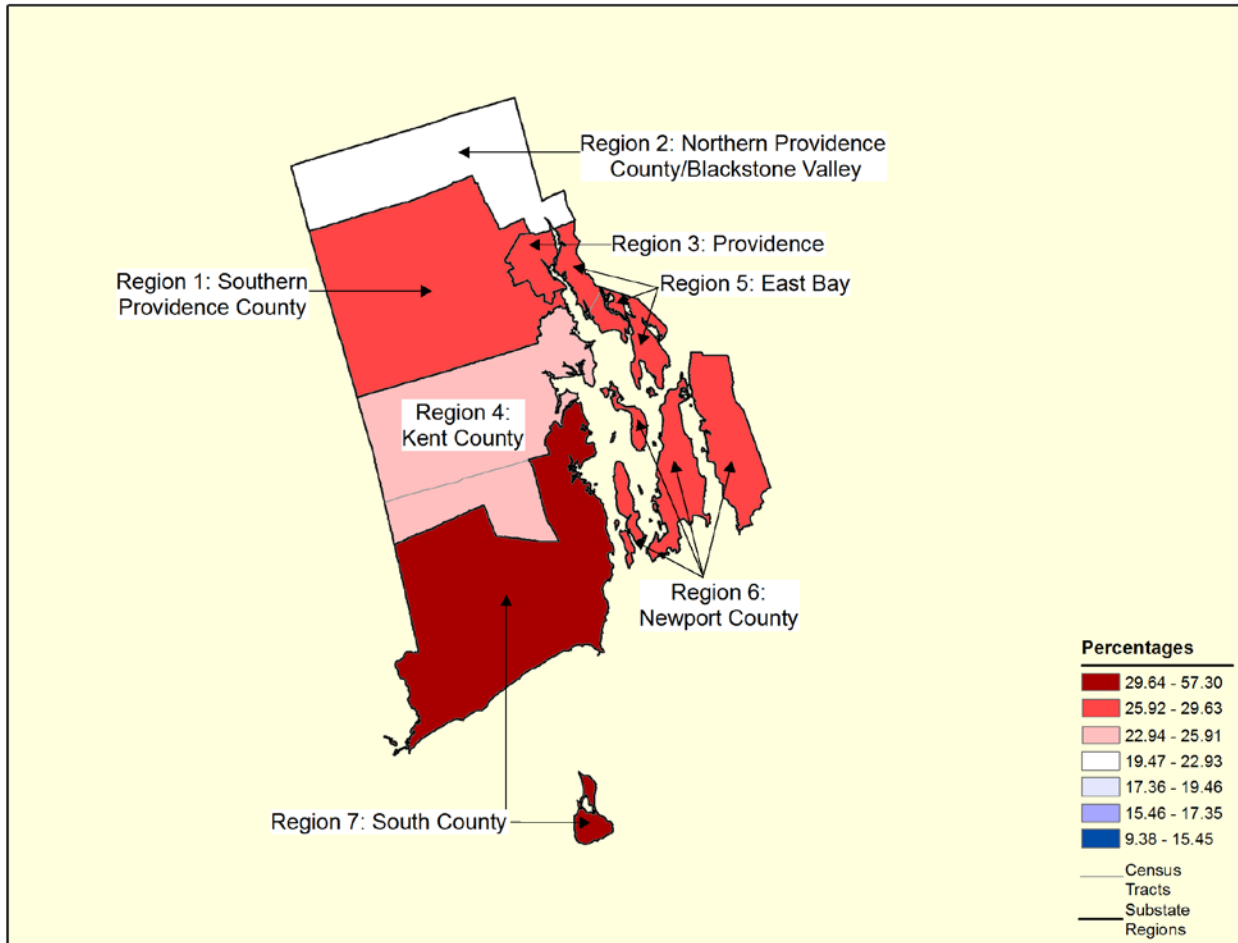 Region 2: Northern Providence
County/Blackstone Valley
Region 3: Providence
Region 1: Southern
Providence County
Region 5: East Bay
Region 4:
Kent County
Region 6:
Newport County
Region 7: South County
Percentages
29.64 - 57.30
25.92 - 29.63
22.94 - 25.91
19.47 - 22.93
17.36 - 19.46
15.46 - 17.35
9.38 - 15.45
Census
Tracts
Substate
Regions